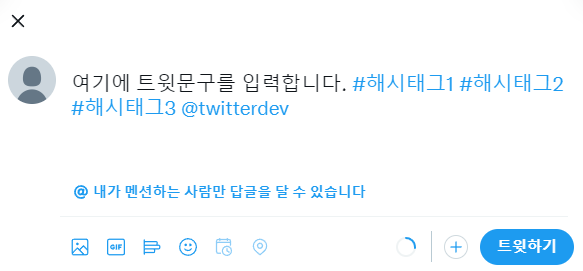 여기에 트윗문구를 입력합니다. #해시태그1 #해시태그2
#해시태그3 @twitterdev
@ 내가 멘션하는 사람만 답글을 달 수 있습니다
GIF
트윗하기